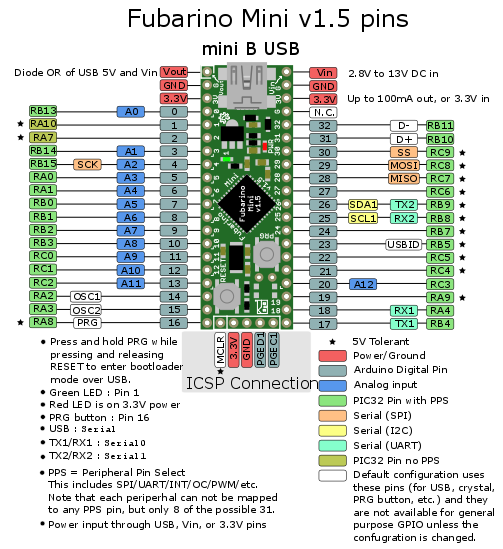 Fubarino Mini v1.5 pins
mini B USB
Diode OR of USB 5V and Vin Vout Vin 2.8V to 13V DC in
GND GND
3.3V 3.3V Up to 100mA out, or 3.3V in
RB13 A0 0 N.C.
★ RA10 1 32 D- RB11
★ RA7 2 31 D+ RB10
RB14 A1 3 30 SS RC9 ★
RB15 SCK A2 4 29 MOSI RC8 ★
RA0 A3 5 28 MISO RC7 ★
RA1 A4 6 27 RC6 ★
RB0 A5 7 26 SDA1 TX2 RB9 ★
RB1 A6 8 25 SCL1 RX2 RB8 ★
RB2 A7 9 24 RB7 ★
RB3 A8 10 23 USBID RB5 ★
RC0 A9 11 22 RC5 ★
RC1 A10 12 21 RC4 ★
RC2 A11 13 20 A12 RC3
RA2 OSC1 14 19 RA9 ★
RA3 OSC2 15 18 RX1 RA4
★ RA8 PRG 16 17 TX1 RB4
Mini
Fubarino
Mini
v1.5
RESET
PRG
MCLR 3.3V GND PGED1 PGEC1
★
ICSP Connection
• Press and hold PRG while
pressing and releasing
RESET to enter bootloader
mode over USB.
• Green LED : Pin 1
• Red LED is on 3.3V power
• PRG button : Pin 16
• USB : Serial
• TX1/RX1 : Serial0
• TX2/RX2 : Serial1
• PPS = Peripheral Pin Select
This includes SPI/UART/INT/OC/PWM/etc.
Note that each periperhal can not be mapped
to any PPS pin, but only 8 of the possible 31.
• Power input through USB, Vin, or 3.3V pins
★ 5V Tolerant
Power/Ground
Arduino Digital Pin
Analog input
PIC32 Pin with PPS
Serial (SPI)
Serial (I2C)
Serial (UART)
PIC32 Pin no PPS
Default configuration uses
these pins (for USB, crystal,
PRG button, etc.) and they
are not available for general
purpose GPIO unless the
confugration is changed.